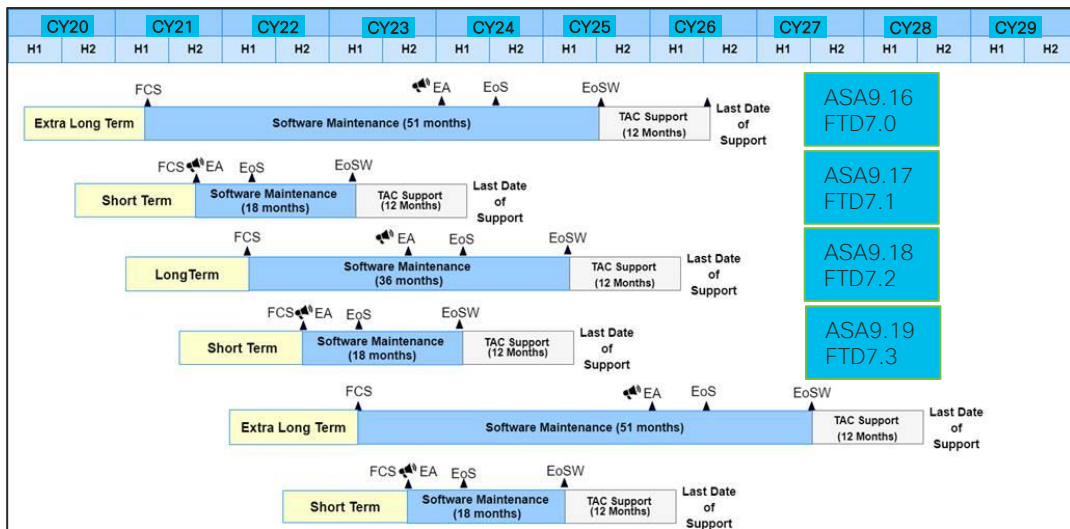 CY20 CY21 CY22 CY23 CY24 CY25 CY26 CY27 CY28 CY29
H1 H2 H1 H2 H1 H2 H1 H2 H1 H2 H1 H2 H1 H2 H1 H2 H1 H2 H1 H2
FCS EA EoS EoSW
Extra Long Term Software Maintenance (51 months) TAC Support
(12 Months)
Last Date
of
Support
ASA9.16
FTD7.0
FCS EA EoS EoSW
Short Term Software Maintenance
(18 months)
TAC Support
(12 Months)
Last Date
of
Support
ASA9.17
FTD7.1
FCS EA EoS EoSW
LongTerm Software Maintenance
(36 months)
TAC Support
(12 Months)
Last Date
of
Support
ASA9.18
FTD7.2
FCS EA EoS EoSW
Short Term Software Maintenance
(18 months)
TAC Support
(12 Months)
Last Date
of
Support
ASA9.19
FTD7.3
FCS EA EoS EoSW
Extra Long Term Software Maintenance (51 months) TAC Support
(12 Months)
Last Date
of
Support
FCS EA EoS EoSW
Short Term Software Maintenance
(18 months)
TAC Support
(12 Months)
Last Date
of
Support